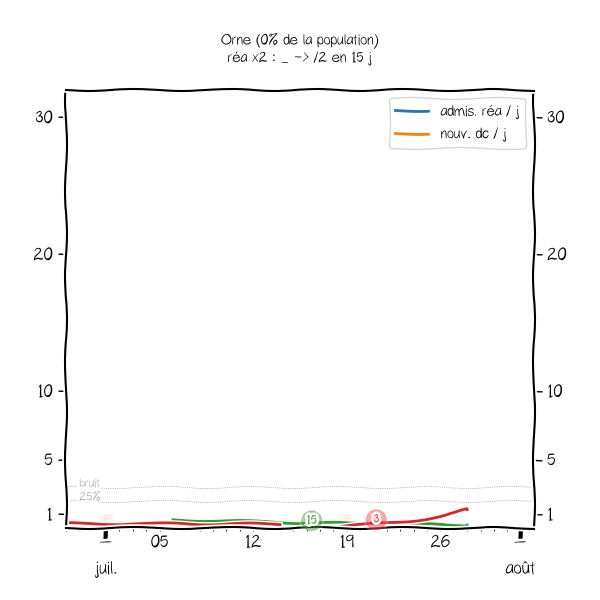 Orne (0% de la population)
réa x2 : _ -> /2 en 15 j
admis. réa / j
nouv. dc / j
30
30
20
20
10
10
5
5
bruit
25%
1
1
15
3
05
12
19
26
juil.
août